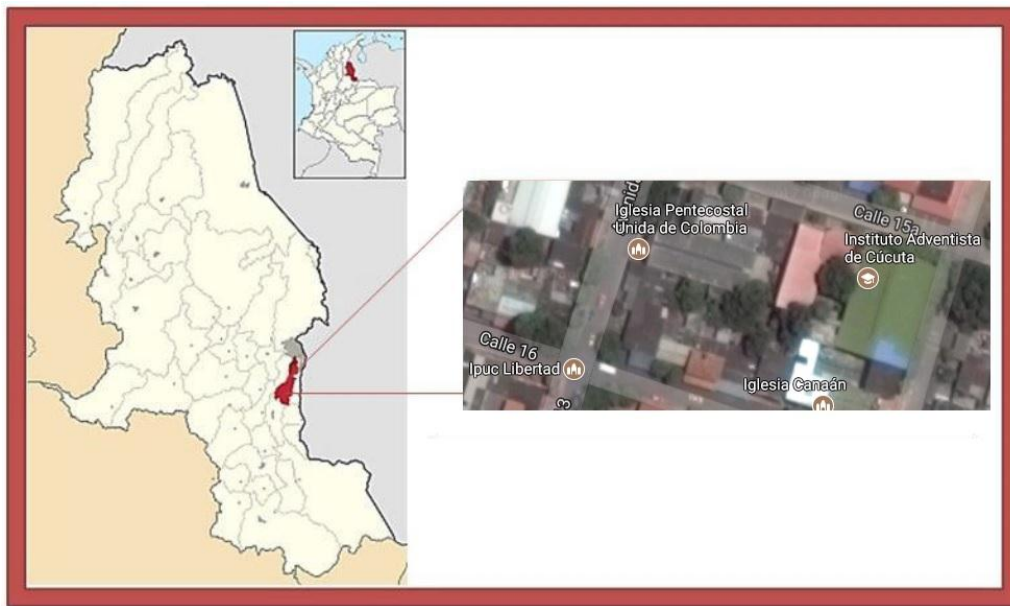 Iglesia Pentecostal
Unida de Colombia
Calle 15a
Instituto Adventista
de Cúcuta
Calle 16
Ipuc Libertad
Iglesia Canaán